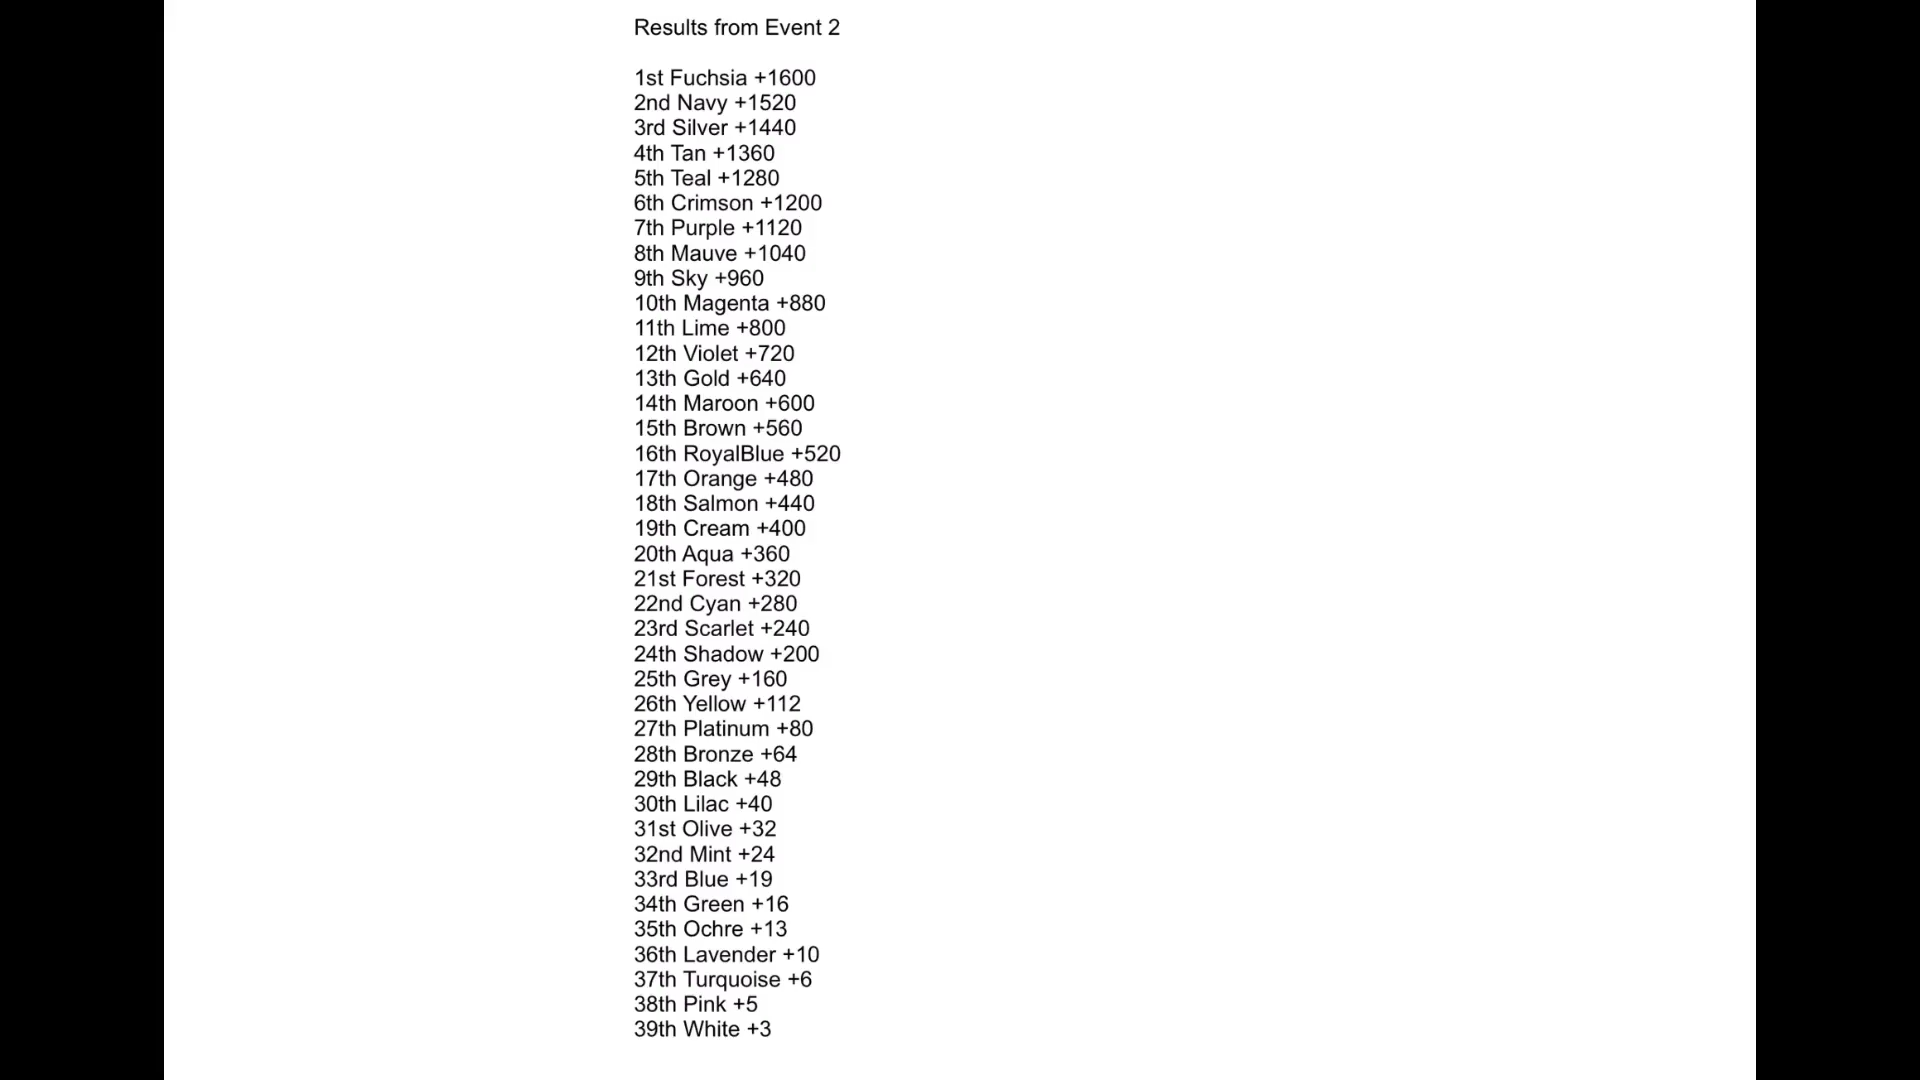 Results from Event 2
1st Fuchsia +1600
2nd Navy +1520
3rd Silver +1440
4th Tan +1360
5th Teal +1280
6th Crimson +1200
7th Purple +1120
8th Mauve +1040
9th Sky +960
10th Magenta +880
11th Lime +800
12th Violet +720
13th Gold +640
14th Maroon +600
15th Brown +560
16th RoyalBlue +520
17th Orange +480
18th Salmon +440
19th Cream +400
20th Aqua +360
21st Forest +320
22nd Cyan +280
23rd Scarlet +240
24th Shadow +200
25th Grey +160
26th Yellow +112
27th Platinum +80
28th Bronze +64
29th Black +48
30th Lilac +40
31st Olive +32
32nd Mint +24
33rd Blue +19
34th Green +16
35th Ochre +13
36th Lavender +10
37th Turquoise +6
38th Pink +5
39th White +3